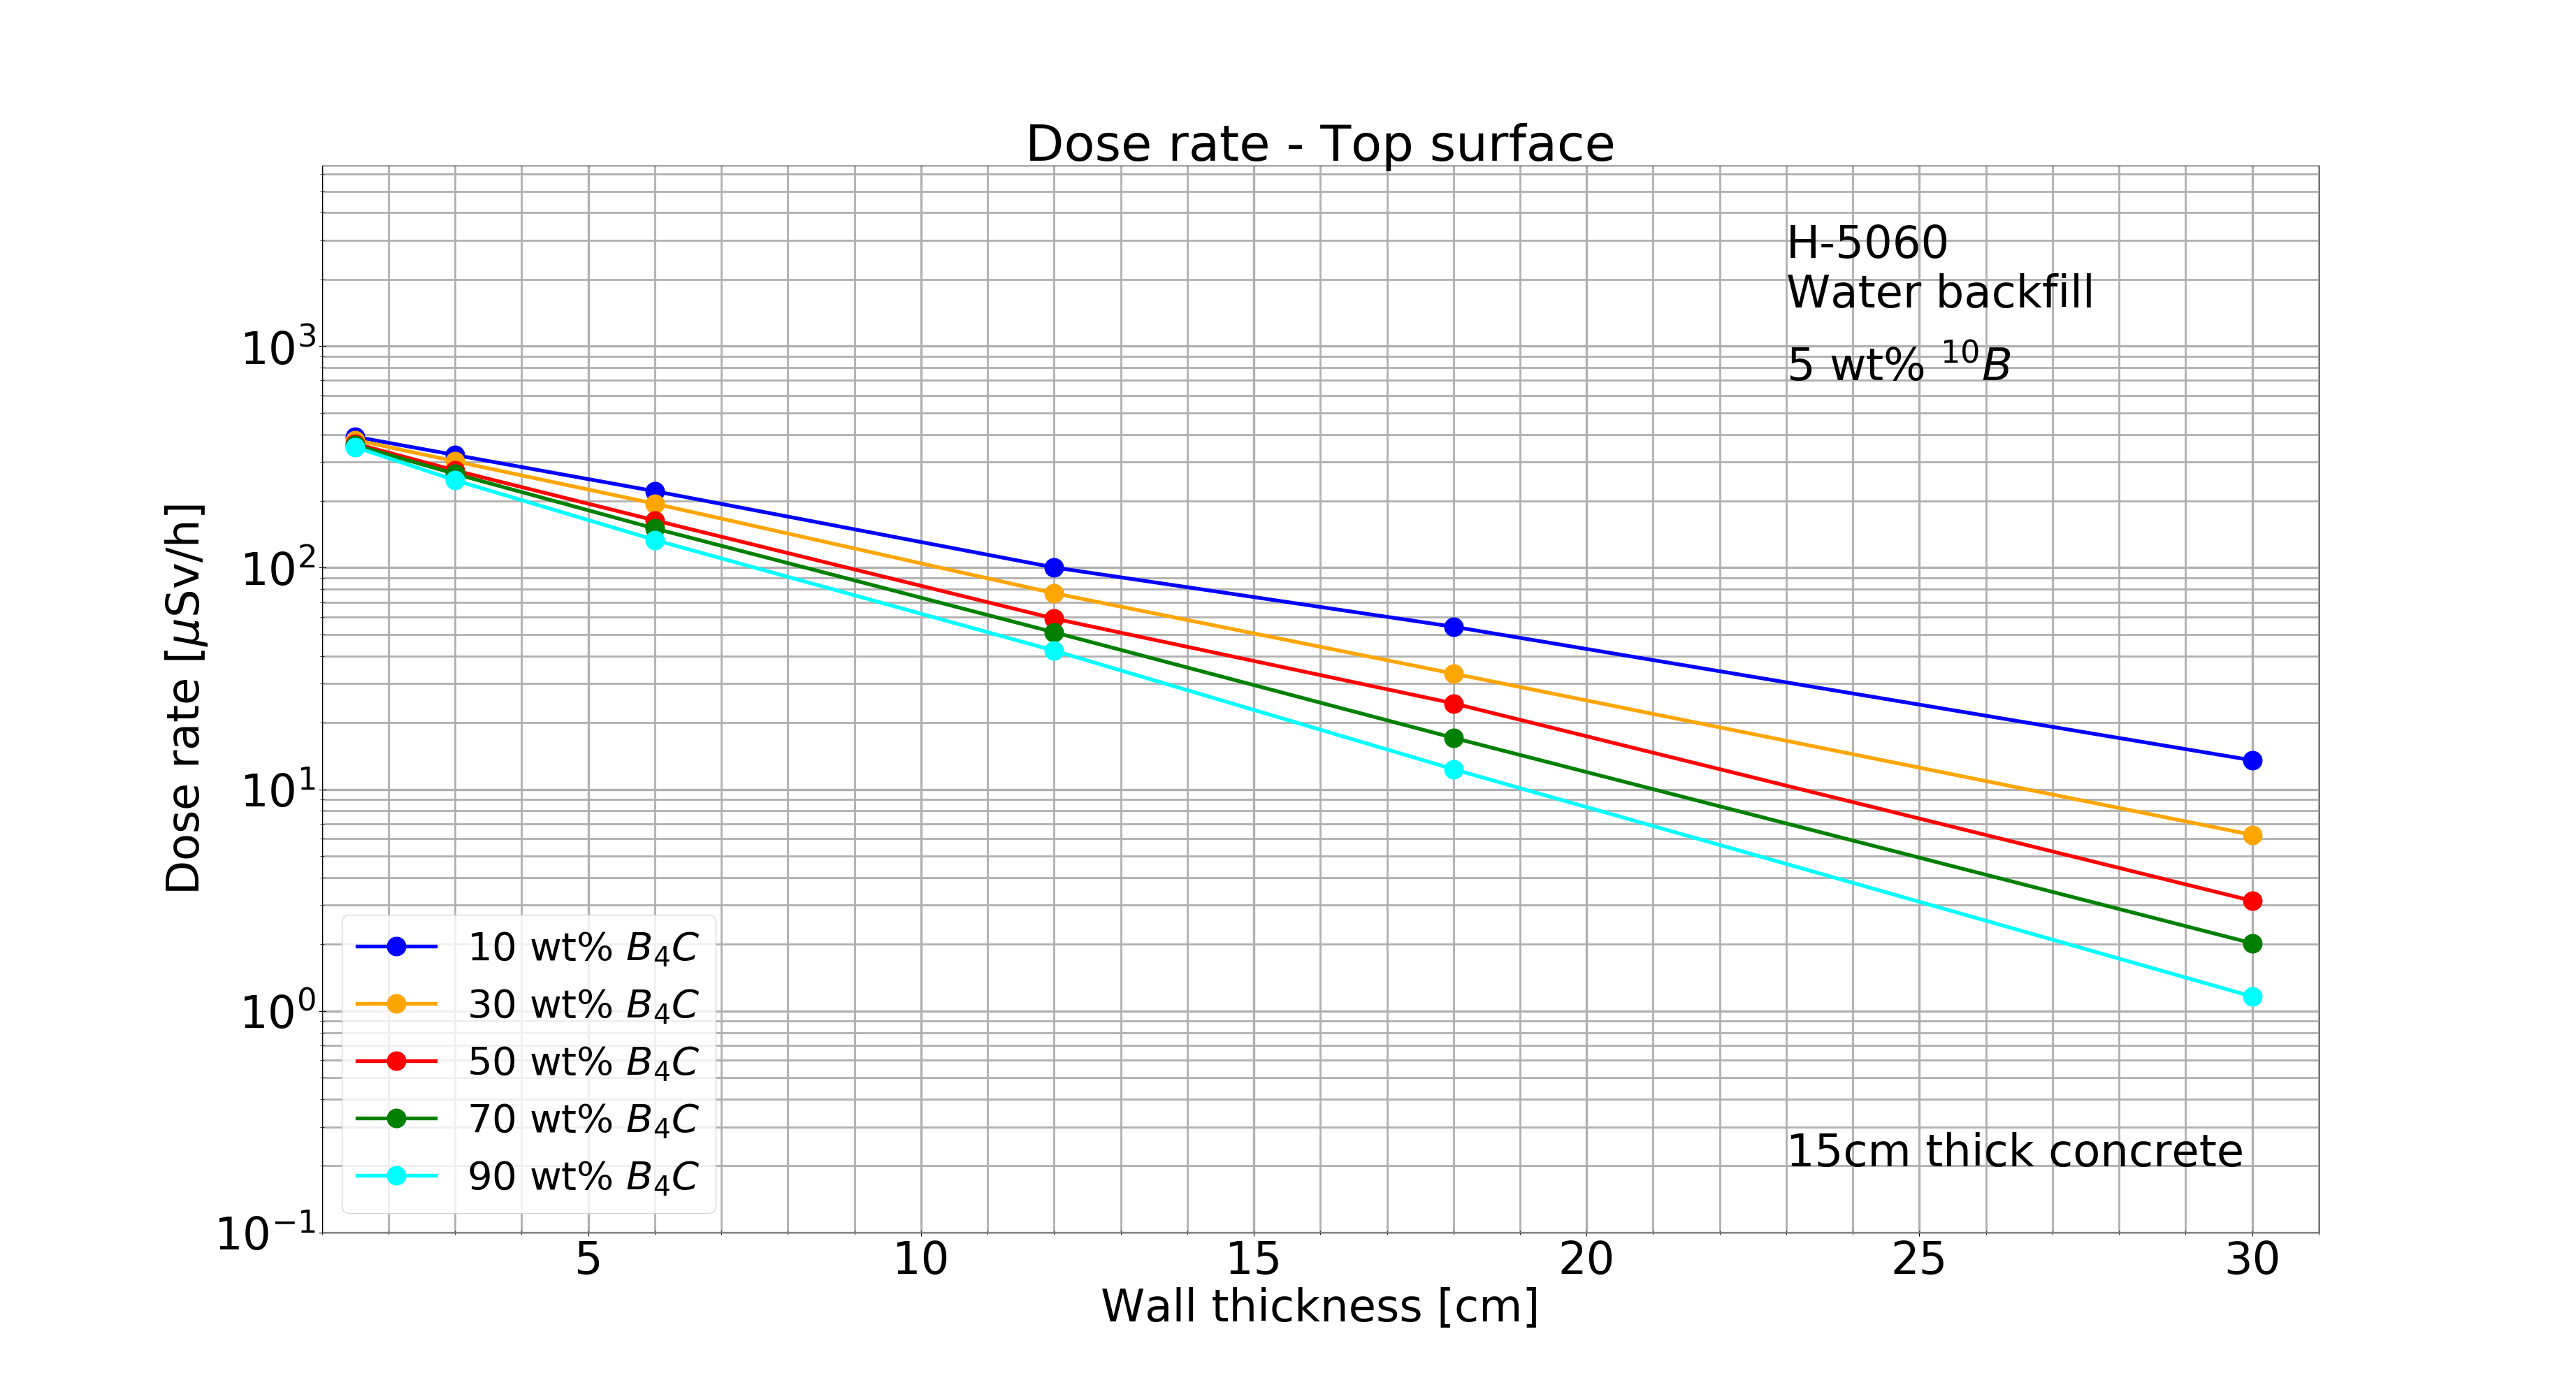 Dose rate - Top surface
H-5060
Water backfill
5 wt% ¹⁰B
10³
10²
10¹
10⁰
10⁻¹
Dose rate [μSv/h]
10 wt% B₄C
30 wt% B₄C
50 wt% B₄C
70 wt% B₄C
90 wt% B₄C
15cm thick concrete
5 10 15 20 25 30
Wall thickness [cm]